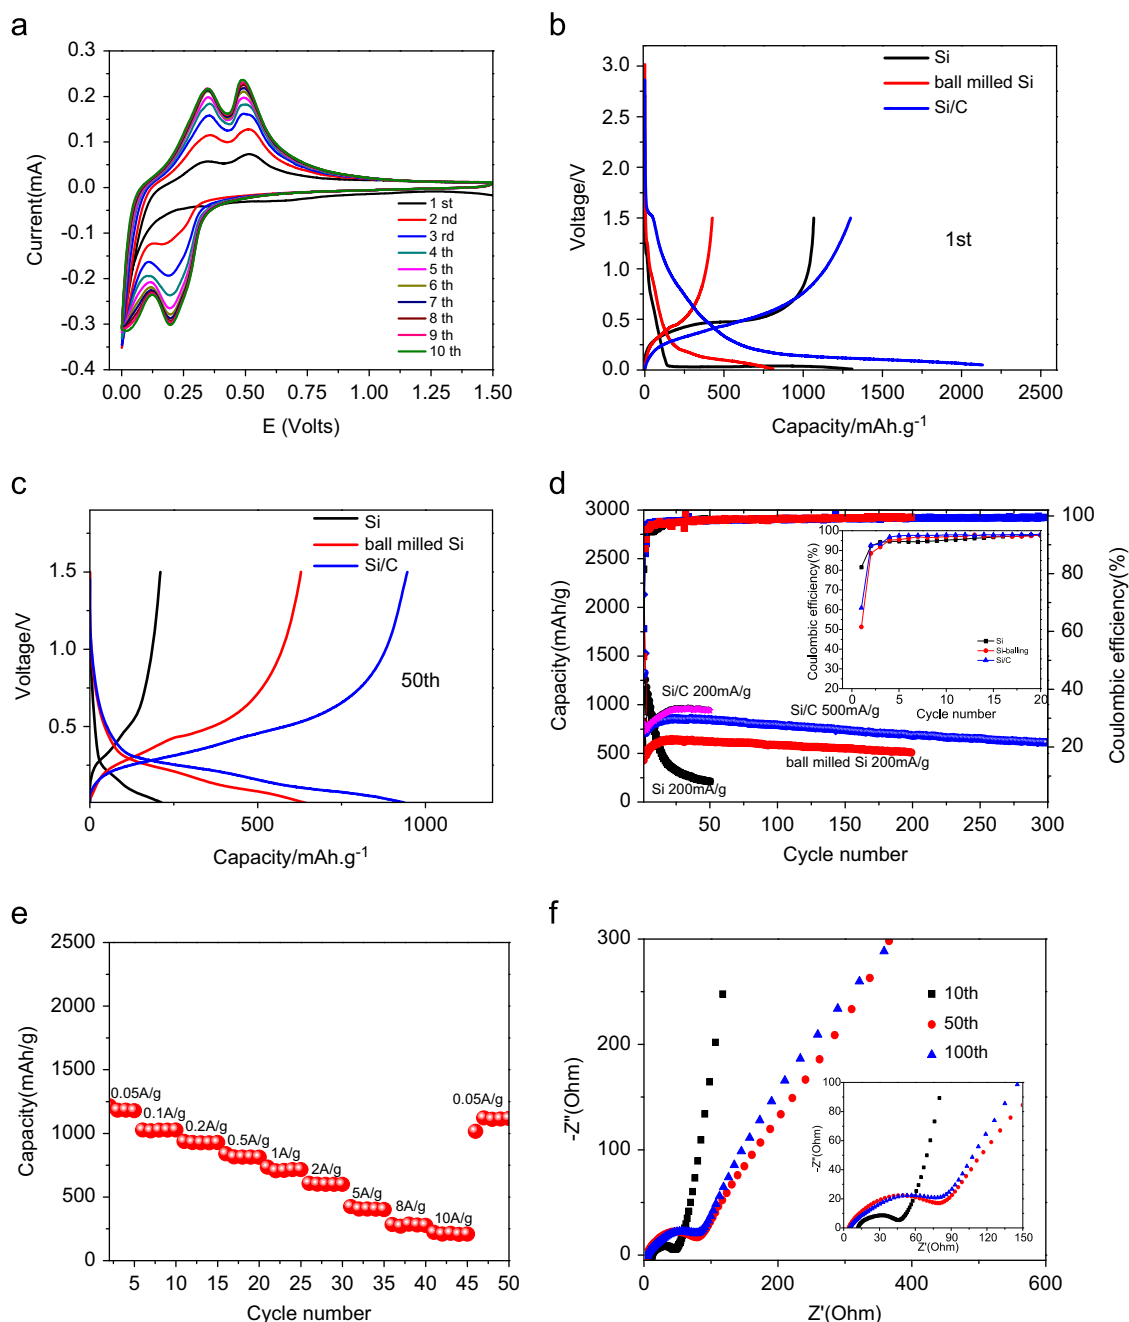 a
0.3
0.2
0.1
0.0
-0.1
-0.2
-0.3
-0.4
Current(mA)
1 st
2 nd
3 rd
4 th
5 th
6 th
7 th
8 th
9 th
10 th
0.00
0.25
0.50
0.75
1.00
1.25
1.50
E (Volts)
b
3.0
2.5
2.0
1.5
1.0
0.5
0.0
Voltage/V
Si
ball milled Si
Si/C
1st
0
500
1000
1500
2000
2500
Capacity/mAh.g-1
c
1.5
1.0
0.5
0
Voltage/V
Si
ball milled Si
Si/C
50th
0
500
1000
Capacity/mAh.g-1
d
3000
2750
2500
2250
2000
1750
1500
1250
1000
750
500
250
0
Capacity(mAh/g)
100
80
60
40
20
Coulombic efficiency(%)
Si/C 200mA/g
Si/C 500mA/g
ball milled Si 200mA/g
Si 200mA/g
50
100
150
200
250
300
Cycle number
100
90
80
70
60
50
40
30
20
Coulombic efficiency(%)
Si
Si-balling
Si/C
0
5
10
15
20
Cycle number
e
2500
2000
1500
1000
500
0
Capacity(mAh/g)
0.05A/g
0.1A/g
0.2A/g
0.5A/g
1A/g
2A/g
5A/g
8A/g
10A/g
0.05A/g
5
10
15
20
25
30
35
40
45
50
Cycle number
f
300
200
100
0
-Z"(Ohm)
10th
50th
100th
0
200
400
600
Z'(Ohm)
100
80
60
40
20
0
-Z"(Ohm)
0
30
60
90
120
150
Z'(Ohm)